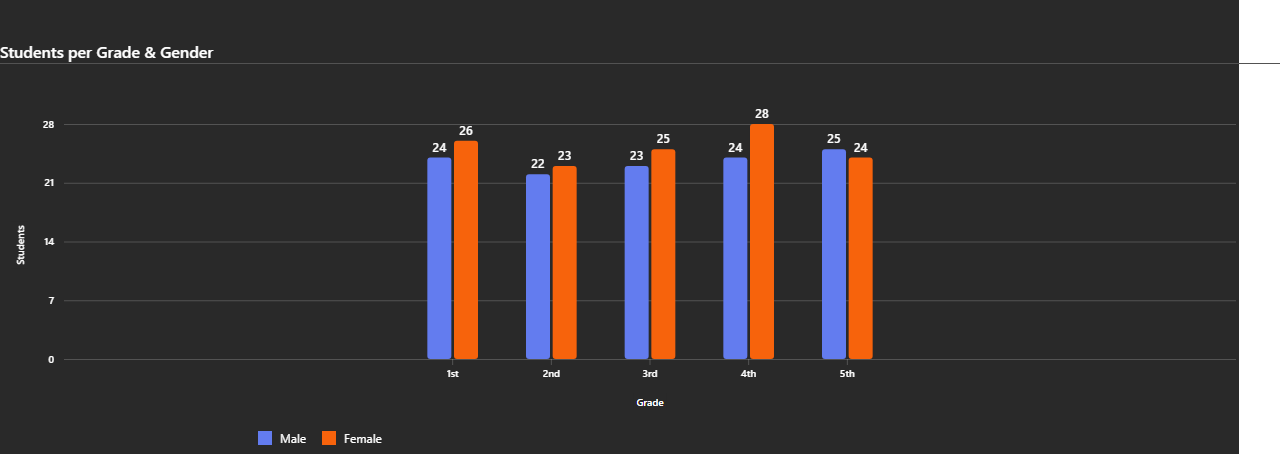 Students per Grade & Gender
28
21
14
7
0
Students
24 26 22 23 23 25 24 28 25 24
1st 2nd 3rd 4th 5th
Grade
Male Female